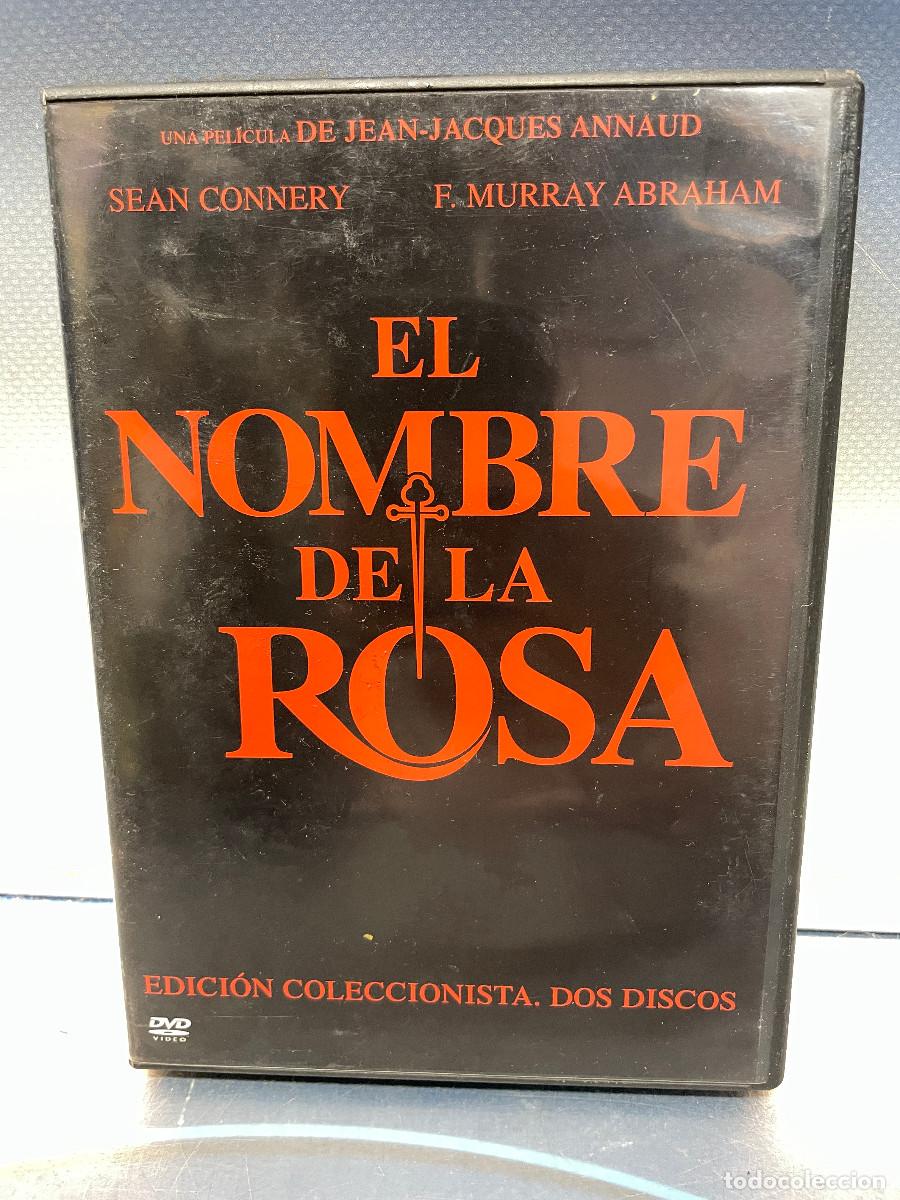 UNA PELÍCULA DE JEAN-JACQUES ANNAUD
SEAN CONNERY F. MURRAY ABRAHAM
EL
NOMBRE
DE LA
ROSA
EDICIÓN COLECCIONISTA. DOS DISCOS
DVD
VIDEO
todocoleccion